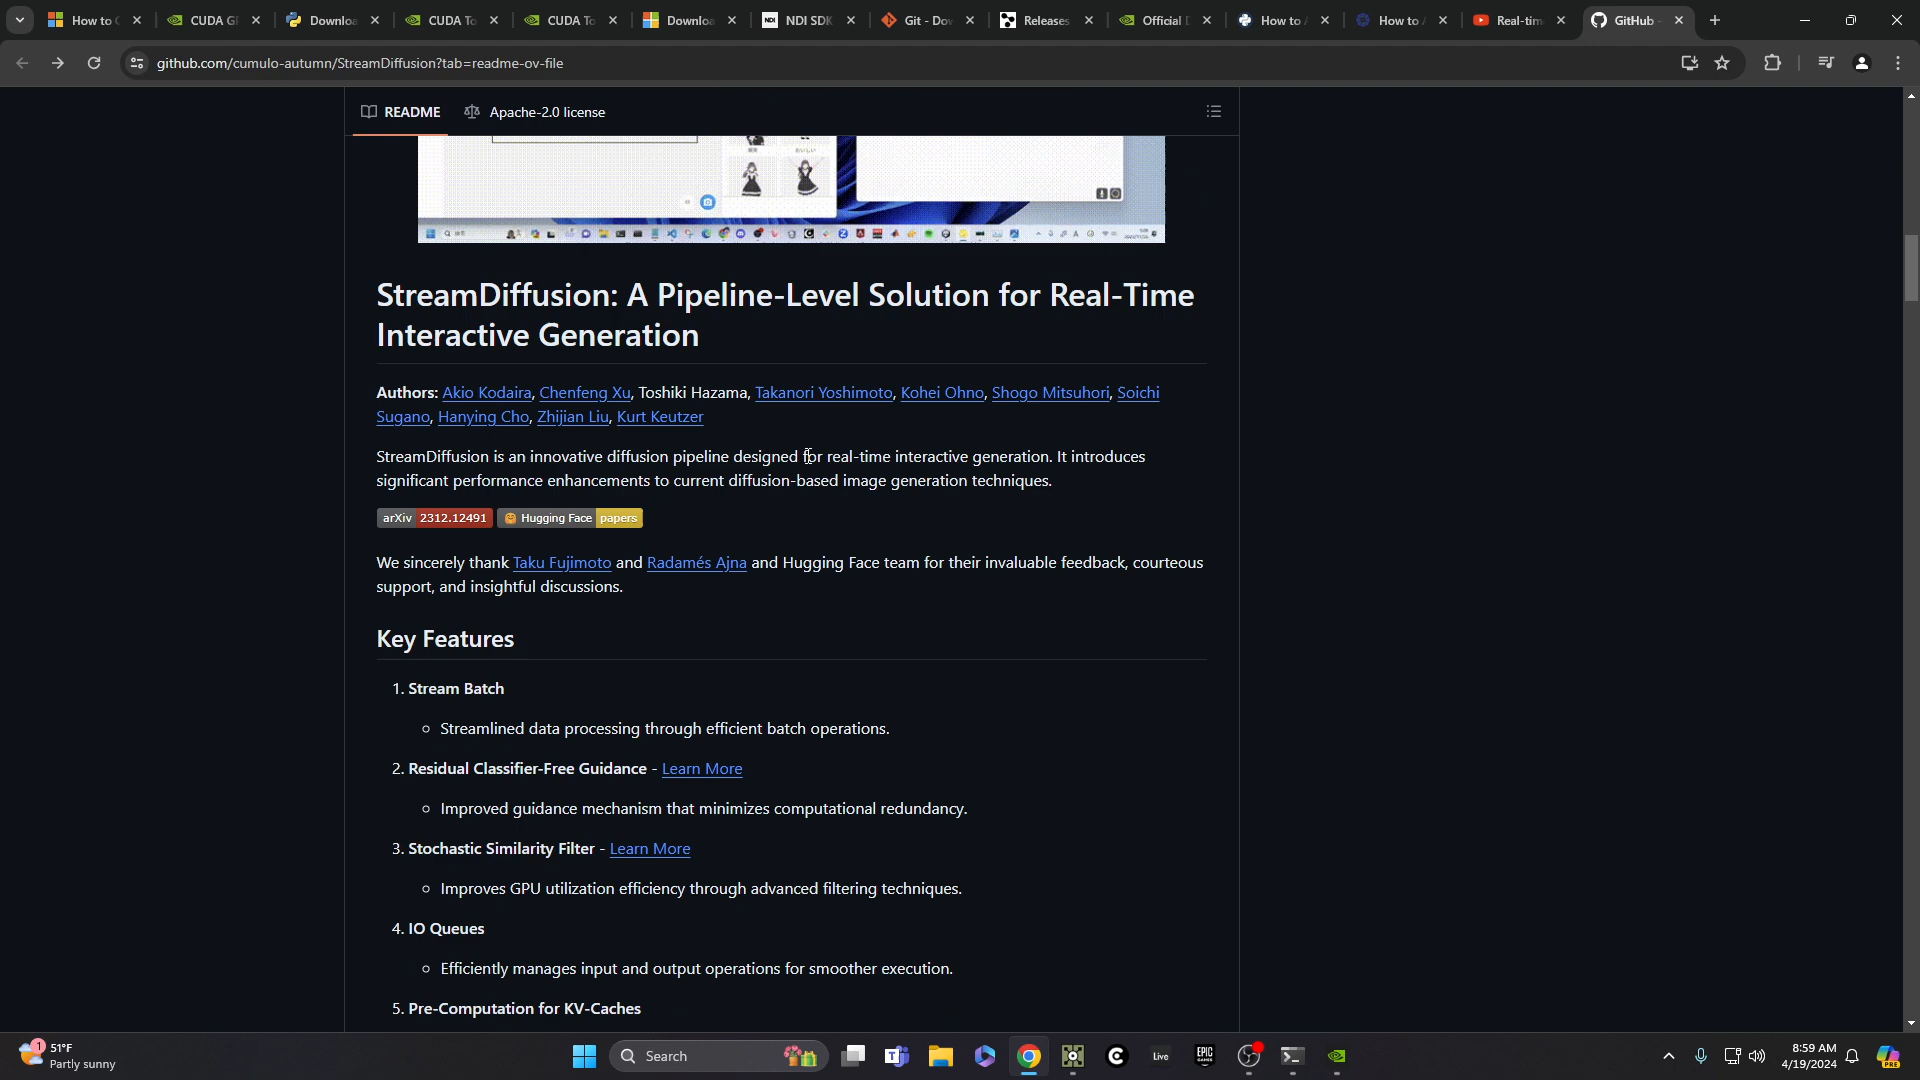 How to
CUDA G
Downloa
CUDA To
CUDA To
Downloa
NDI SDK
Git - Dow
Releases
Official
How to
How to
Real-tim
GitHub
github.com/cumulo-autumn/StreamDiffusion?tab=readme-ov-file
README Apache-2.0 license
StreamDiffusion: A Pipeline-Level Solution for Real-Time
Interactive Generation
Authors: Akio Kodaira, Chenfeng Xu, Toshiki Hazama, Takanori Yoshimoto, Kohei Ohno, Shogo Mitsuhori, Soichi
Sugano, Hanying Cho, Zhijian Liu, Kurt Keutzer
StreamDiffusion is an innovative diffusion pipeline designed for real-time interactive generation. It introduces
significant performance enhancements to current diffusion-based image generation techniques.
arXiv 2312.12491 Hugging Face papers
We sincerely thank Taku Fujimoto and Radamés Ajna and Hugging Face team for their invaluable feedback, courteous
support, and insightful discussions.
Key Features
1. Stream Batch
Streamlined data processing through efficient batch operations.
2. Residual Classifier-Free Guidance - Learn More
Improved guidance mechanism that minimizes computational redundancy.
3. Stochastic Similarity Filter - Learn More
Improves GPU utilization efficiency through advanced filtering techniques.
4. IO Queues
Efficiently manages input and output operations for smoother execution.
5. Pre-Computation for KV-Caches
1
51°F
Partly sunny
Search
Live
EPIC
GAMES
8:59 AM
4/19/2024
PRE